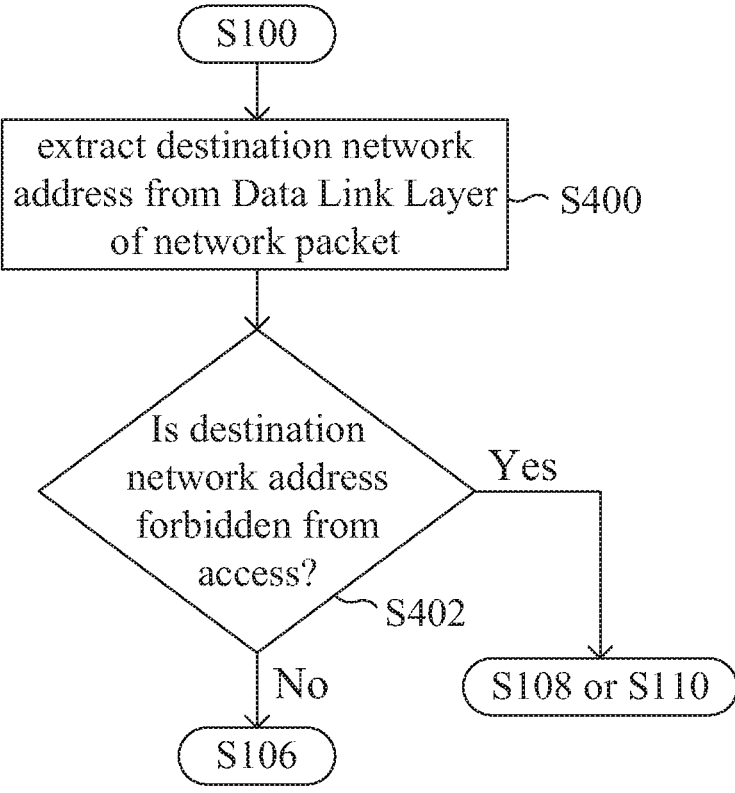 S100
extract destination network
address from Data Link Layer
of network packet
S400
Is destination
network address
forbidden from
access?
Yes
S402
No
S108 or S110
S106